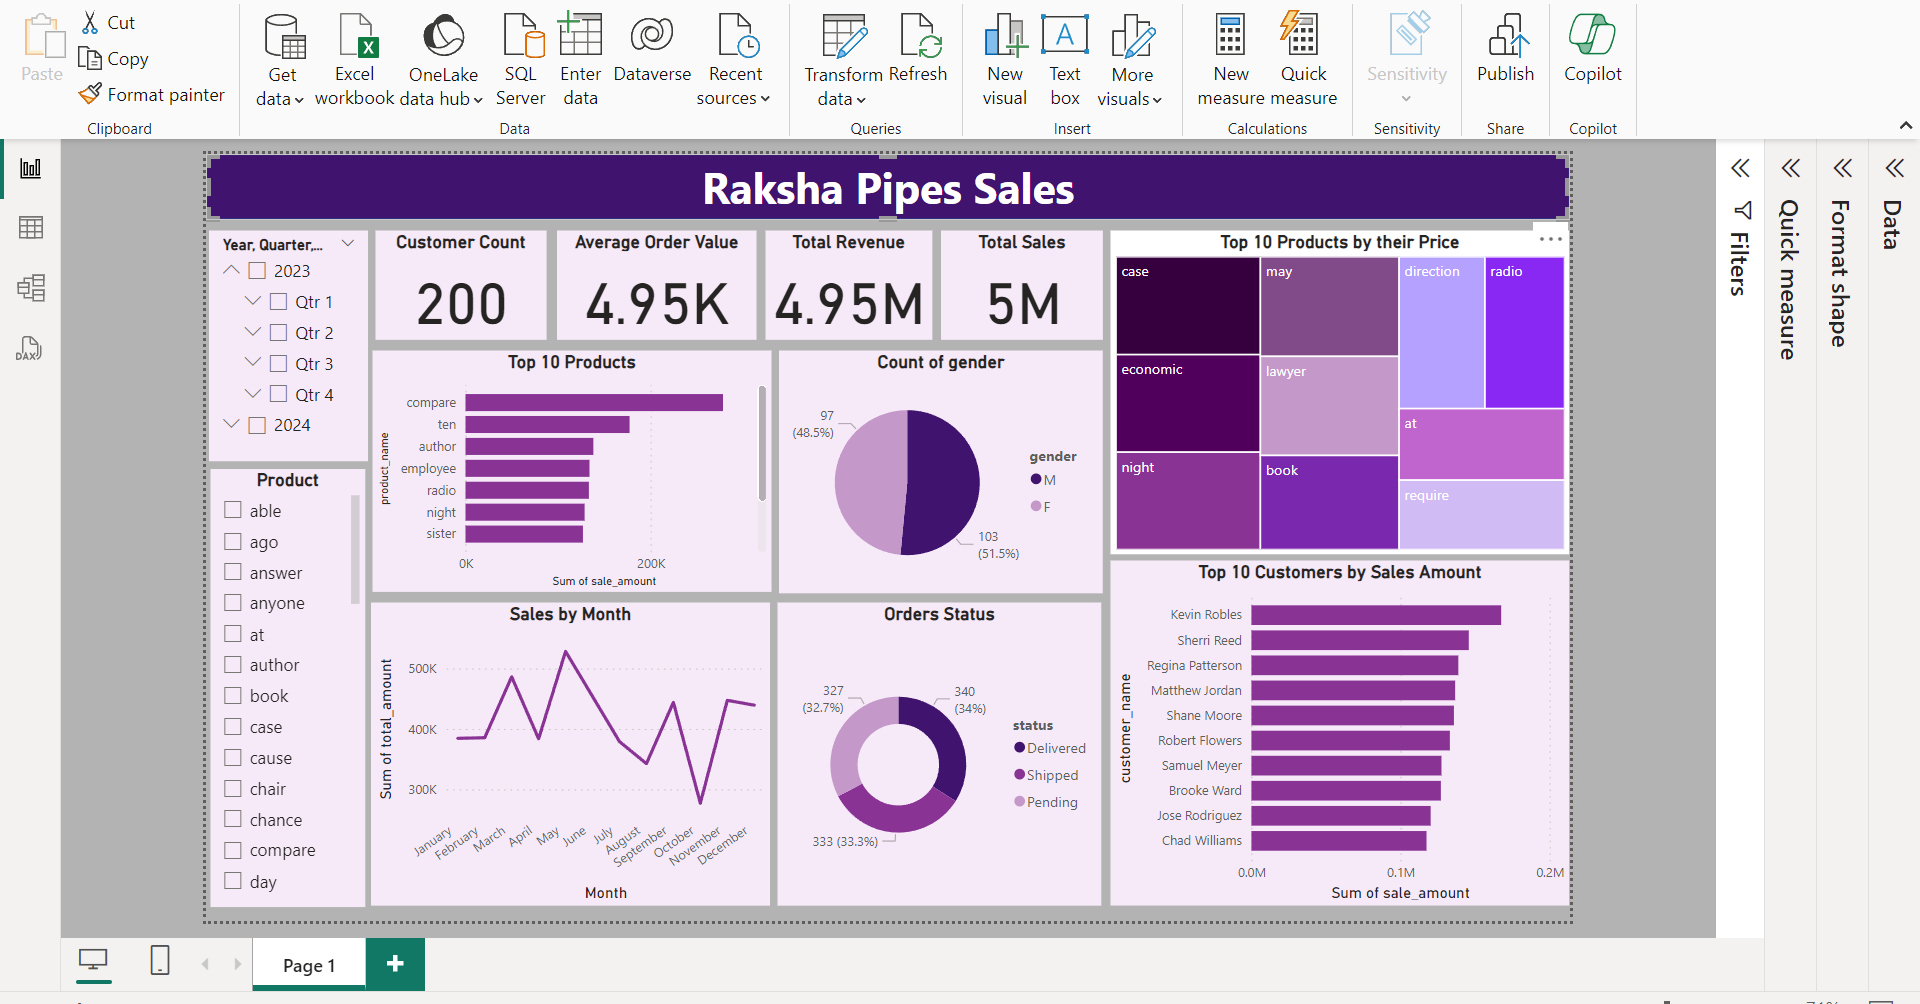 Paste
Cut
Copy
Format painter
Clipboard
Get
data
Excel
workbook
OneLake
data hub
SQL
Server
Enter
data
Dataverse
Recent
sources
Data
Transform
data
Refresh
Queries
New
visual
A
Text
box
More
visuals
Insert
New
measure
Quick
measure
Calculations
Sensitivity
Sensitivity
Publish
Share
Copilot
Copilot
DAX
Raksha Pipes Sales
Year, Quarter,...
2023
Qtr 1
Qtr 2
Qtr 3
Qtr 4
2024
Customer Count
200
Average Order Value
4.95K
Total Revenue
4.95M
Total Sales
5M
Top 10 Products by their Price
case
may
direction
radio
economic
lawyer
at
night
book
require
Product
able
ago
answer
anyone
at
author
book
case
cause
chair
chance
compare
day
Top 10 Products
product_name
compare
ten
author
employee
radio
night
sister
0K
200K
Sum of sale_amount
Count of gender
97
(48.5%)
103
(51.5%)
gender
M
F
Sales by Month
Sum of total_amount
500K
400K
300K
January
February
March
April
May
June
July
August
September
October
November
December
Month
Orders Status
327
(32.7%)
340
(34%)
333 (33.3%)
status
Delivered
Shipped
Pending
Top 10 Customers by Sales Amount
customer_name
Kevin Robles
Sherri Reed
Regina Patterson
Matthew Jordan
Shane Moore
Robert Flowers
Samuel Meyer
Brooke Ward
Jose Rodriguez
Chad Williams
0.0M
0.1M
0.2M
Sum of sale_amount
Filters
Quick measure
Format shape
Data
Page 1